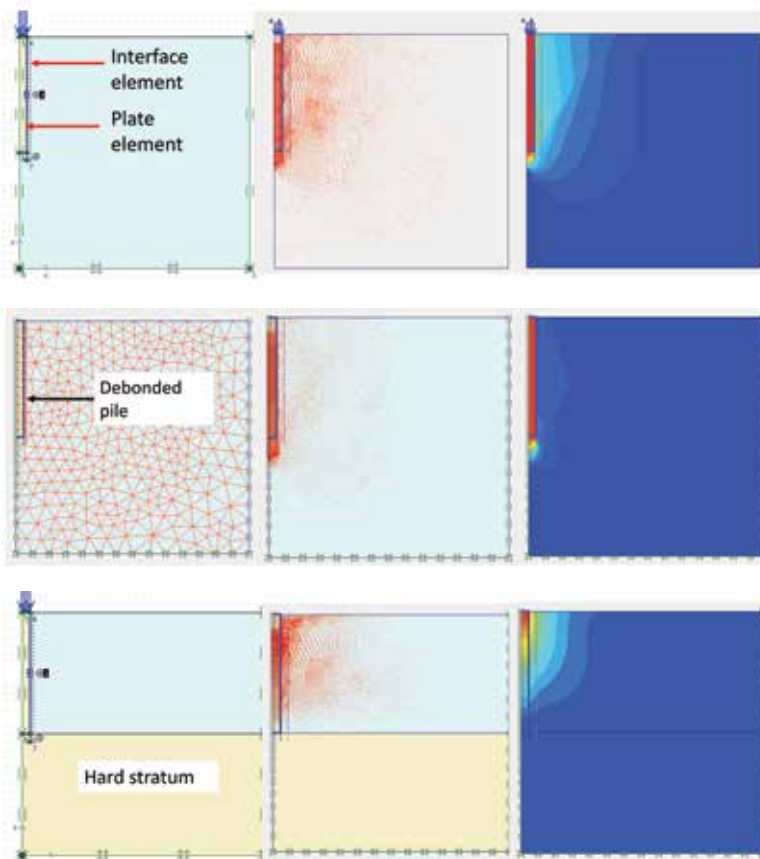 Interface
element
Plate
element
Debonded
pile
Hard stratum